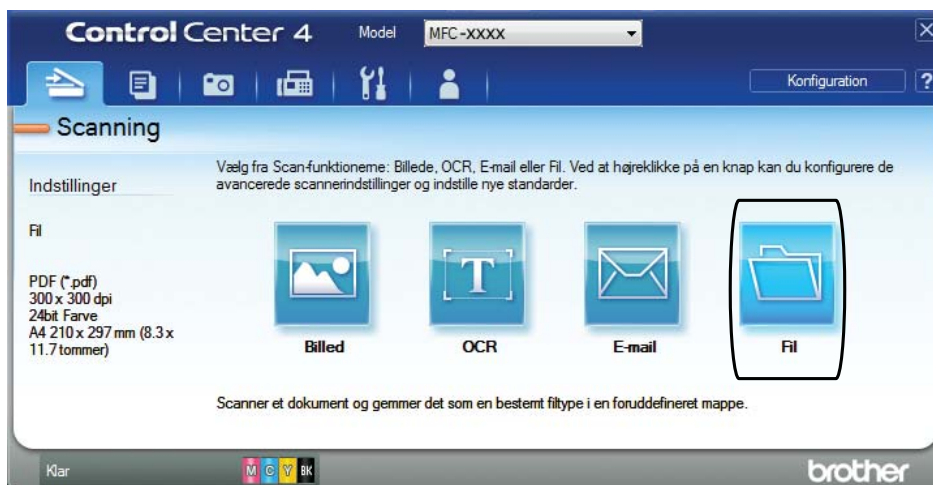 Control Center 4
Model
MFC-XXXX
Konfiguration
?
Scanning
Indstillinger
Fil
PDF (*.pdf)
300 x 300 dpi
24bit Farve
A4 210 x 297 mm (8.3 x
11.7 tommer)
Vælg fra Scan-funktionerne: Billede, OCR, E-mail eller Fil. Ved at højreklikke på en knap kan du konfigurere de
avancerede scannerindstillinger og indstille nye standarder.
T
Billed
OCR
E-mail
Fil
Scanner et dokument og gemmer det som en bestemt filtype i en foruddefineret mappe.
Klar
M C Y BK
brother